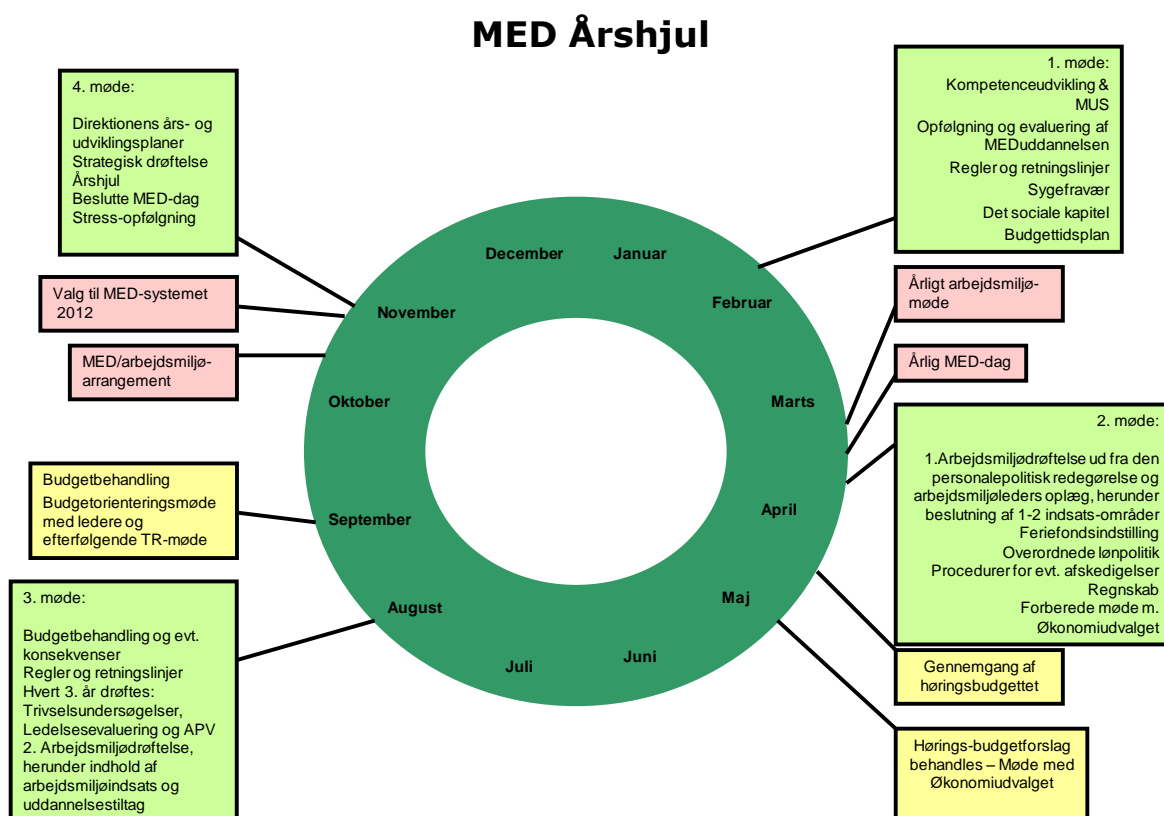 MED Årshjul
4. møde:
Direktionens års- og
udviklingsplaner
Strategisk drøftelse
Årshjul
Beslutte MED-dag
Stress-opfølgning
Valg til MED-systemet
2012
MED/arbejdsmiljø-
arrangement
Budgetbehandling
Budgetorienteringsmøde
med ledere og
efterfølgende TR-møde
3. møde:
Budgetbehandling og evt.
konsekvenser
Regler og retningslinjer
Hvert 3. år drøftes:
Trivselsundersøgelser,
Ledelsesevaluering og APV
2. Arbejdsmiljødrøftelse,
herunder indhold af
arbejdsmiljøindsats og
uddannelsestiltag
December
Januar
November
Februar
Oktober
Marts
September
April
August
Maj
Juli
Juni
1. møde:
Kompetenceudvikling &
MUS
Opfølgning og evaluering af
MEDuddannelsen
Regler og retningslinjer
Sygefravær
Det sociale kapitel
Budgettidsplan
Årligt arbejdsmiljø-
møde
Årlig MED-dag
2. møde:
1.Arbejdsmiljødrøftelse ud fra den
personalepolitisk redegørelse og
arbejdsmiljøleders oplæg, herunder
beslutning af 1-2 indsats-områder
Feriefondsindstilling
Overordnede lønpolitik
Procedurer for evt. afskedigelser
Regnskab
Forberede møde m.
Økonomiudvalget
Gennemgang af
høringsbudgettet
Hørings-budgetforslag
behandles – Møde med
Økonomiudvalget